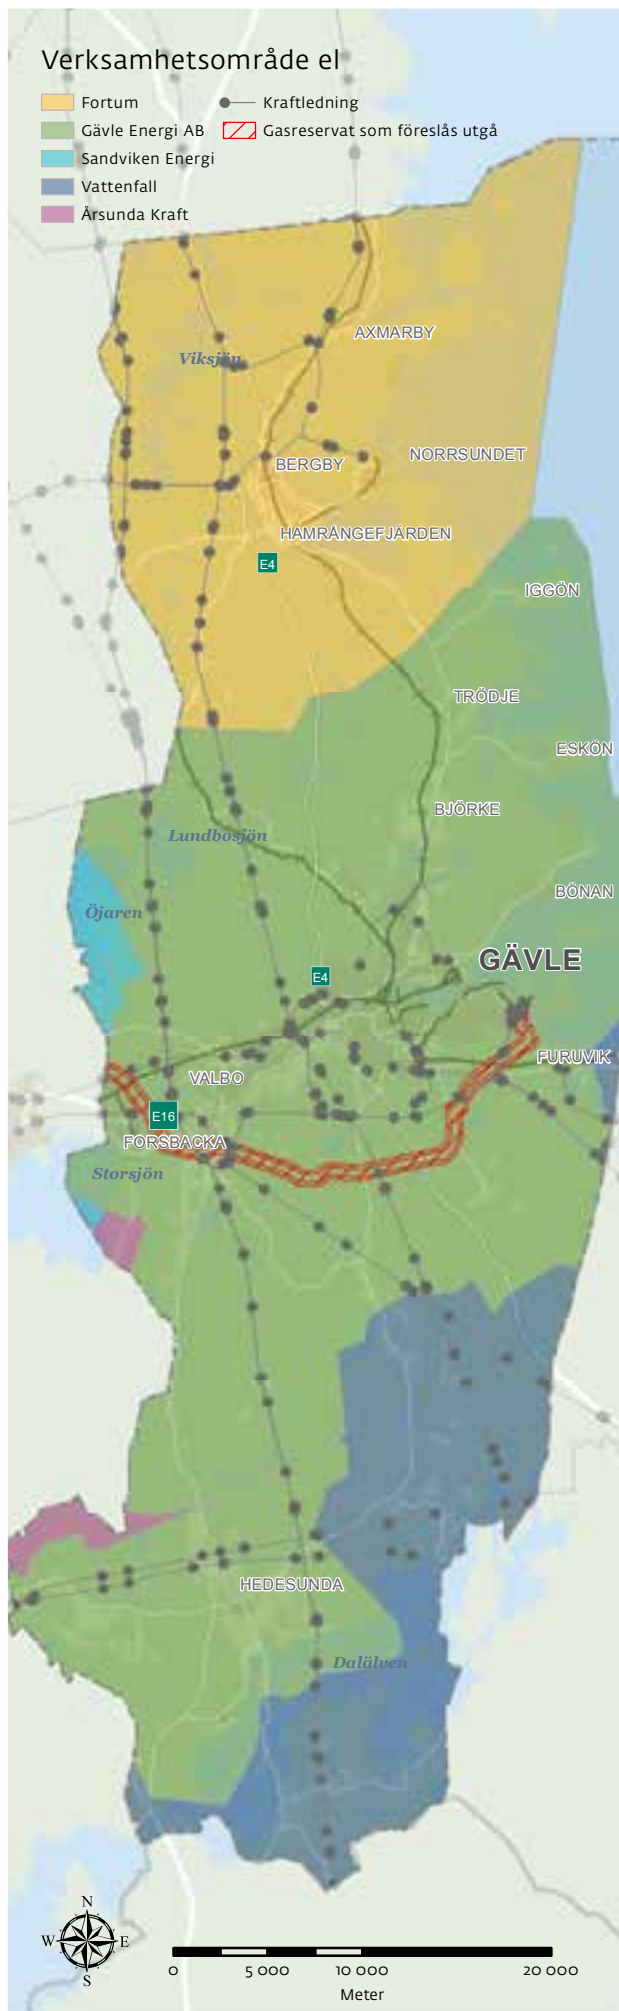 Verksamhetsområde el
Fortum
Kraftledning
Gävle Energi AB
Gasreservat som föreslås utgå
Sandviken Energi
Vattenfall
Årsunda Kraft
AXMARBY
Viksjön
NORRSUNDET
BERGBY
HAMRÅNGEFJÄRDEN
E4
IGGÖN
TRÖDJE
ESKÖN
BJÖRKE
Lundbosjön
BÖNAN
Öjaren
GÄVLE
E4
FURUVIK
VALBO
E16
FORSBACKA
Storsjön
HEDESUNDA
Dalälven
N
W E
S
0 5 000 10 000 20 000
Meter